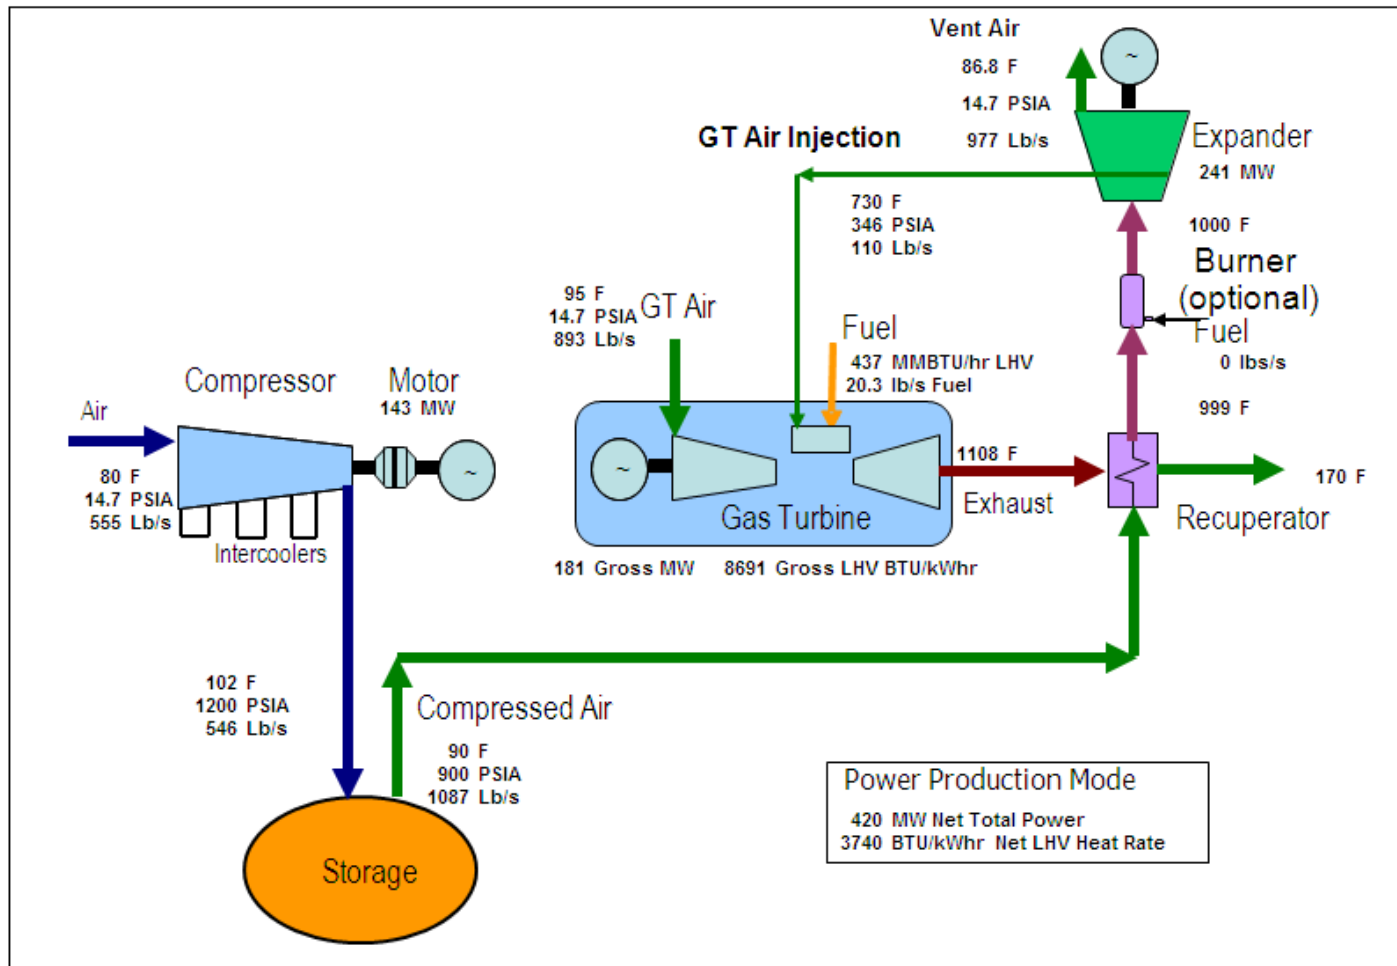 Vent Air
86.8 F
14.7 PSIA
977 Lb/s
~
Expander
241 MW
GT Air Injection
730 F
346 PSIA
110 Lb/s
1000 F
Burner
(optional)
Fuel
0 lbs/s
999 F
95 F
14.7 PSIA
893 Lb/s
GT Air
Fuel
437 MMBTU/hr LHV
20.3 lb/s Fuel
Compressor
Motor
143 MW
Air
80 F
14.7 PSIA
555 Lb/s
~
Intercoolers
~
Gas Turbine
1108 F
Exhaust
170 F
Recuperator
181 Gross MW
8691 Gross LHV BTU/kWhr
102 F
1200 PSIA
546 Lb/s
Compressed Air
90 F
900 PSIA
1087 Lb/s
Storage
Power Production Mode
420 MW Net Total Power
3740 BTU/kWhr Net LHV Heat Rate